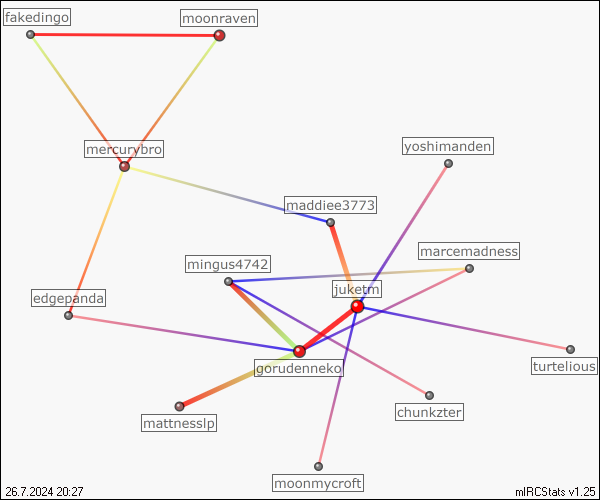 fakedingo
moonraven
mercurybro
yoshimanden
maddiee3773
marcemadness
mingus4742
juketm
edgepanda
gorudenneko
turtelious
chunkzter
mattnesslp
moonmycroft
26.7.2024 20:27
mIRCStats v1.25